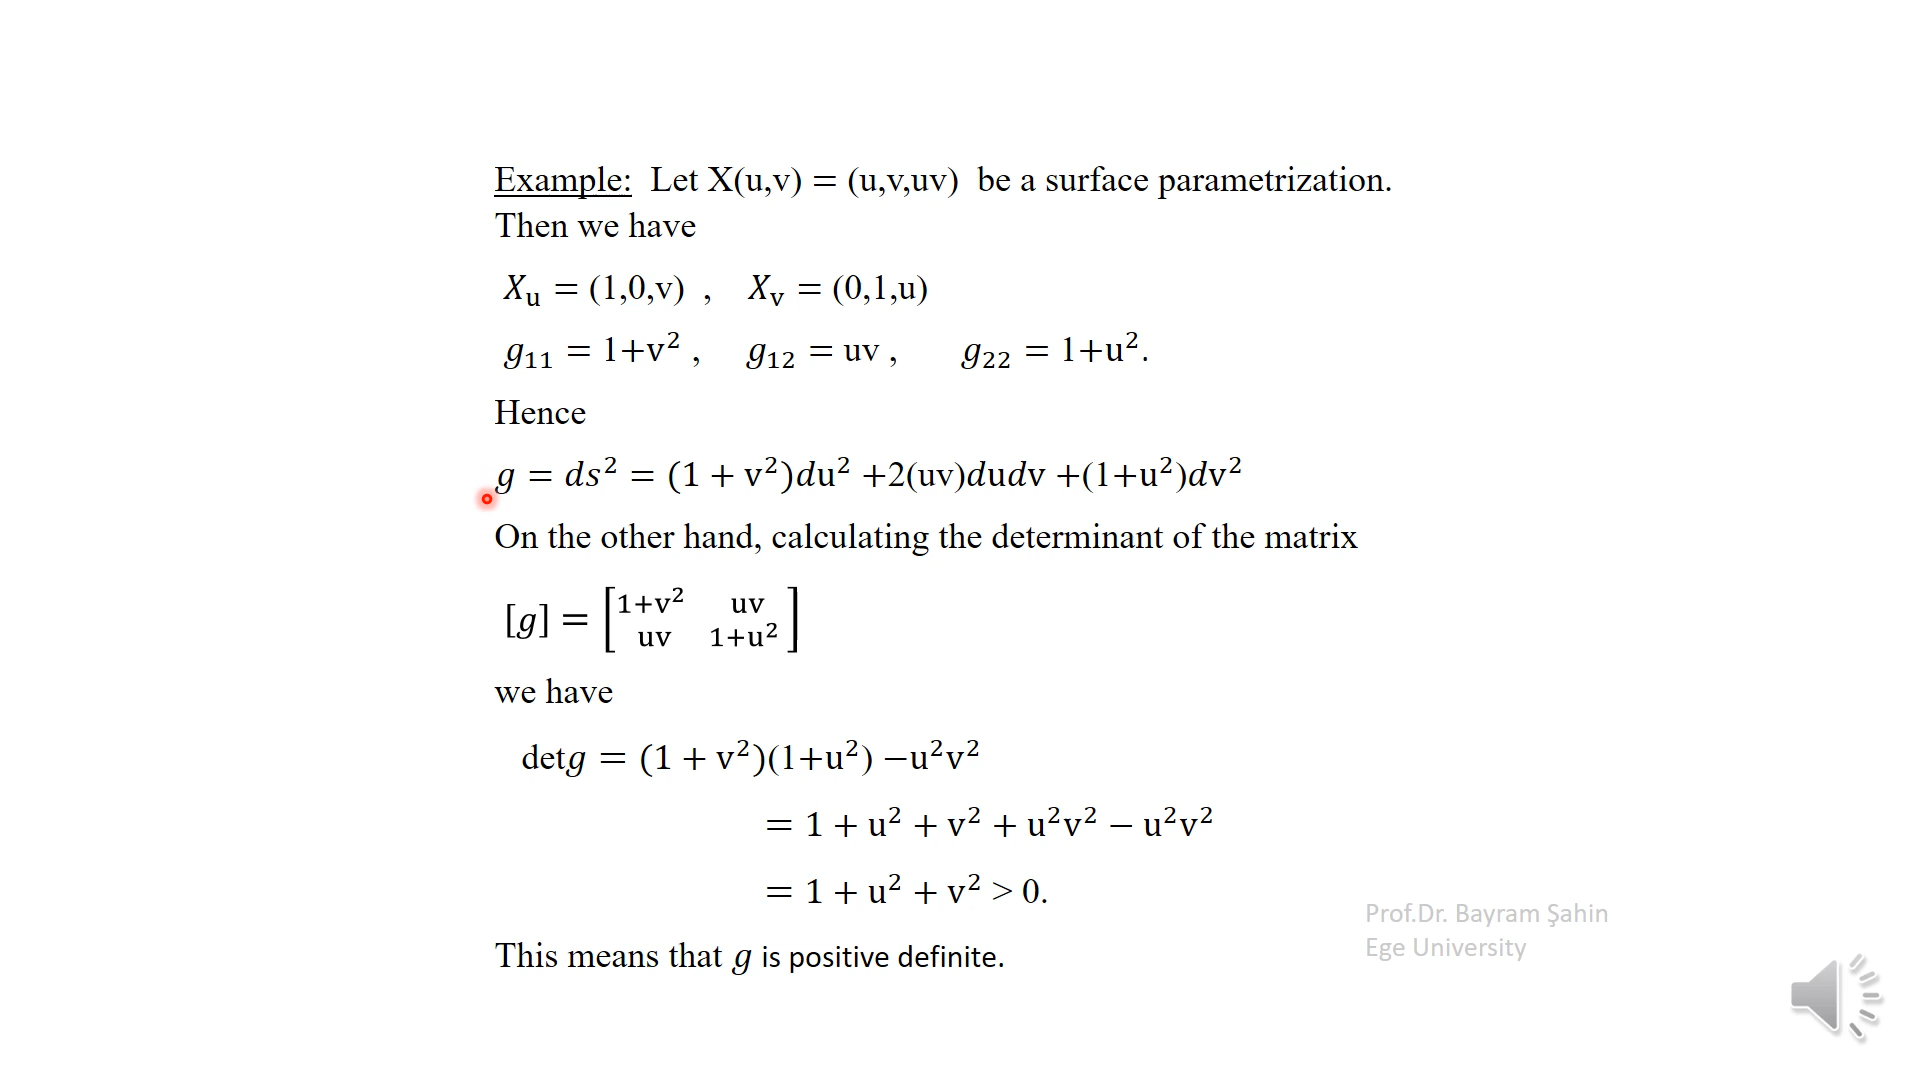 Example: Let X(u,v) = (u,v,uv) be a surface parametrization.
Then we have
X_u = (1,0,v) , X_v = (0,1,u)
g₁₁ = 1+v² , g₁₂ = uv , g₂₂ = 1+u².
Hence
g = ds² = (1 + v²)du² +2(uv)dudv +(1+u²)dv²
On the other hand, calculating the determinant of the matrix
[g] = [1+v² uv
uv 1+u²]
we have
detg = (1 + v²)(1+u²) −u²v²
= 1 + u² + v² + u²v² − u²v²
= 1 + u² + v² > 0.
This means that g is positive definite.
Prof.Dr. Bayram Şahin
Ege University